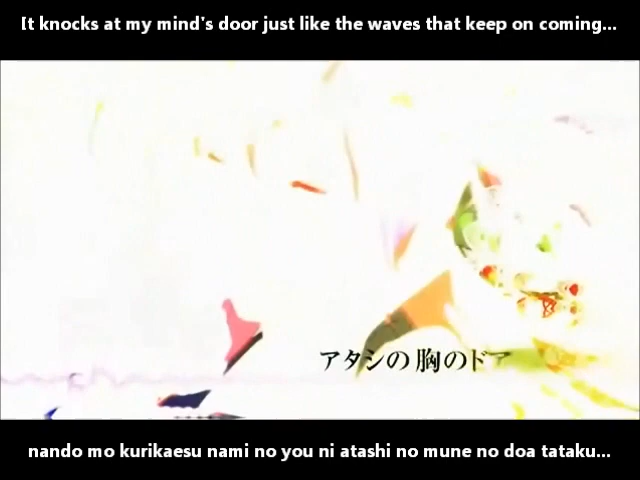 It knocks at my mind's door just like the waves that keep on coming...
アタシの胸のドア
nando mo kurikaesu nami no you ni atashi no mune no doa tataku...